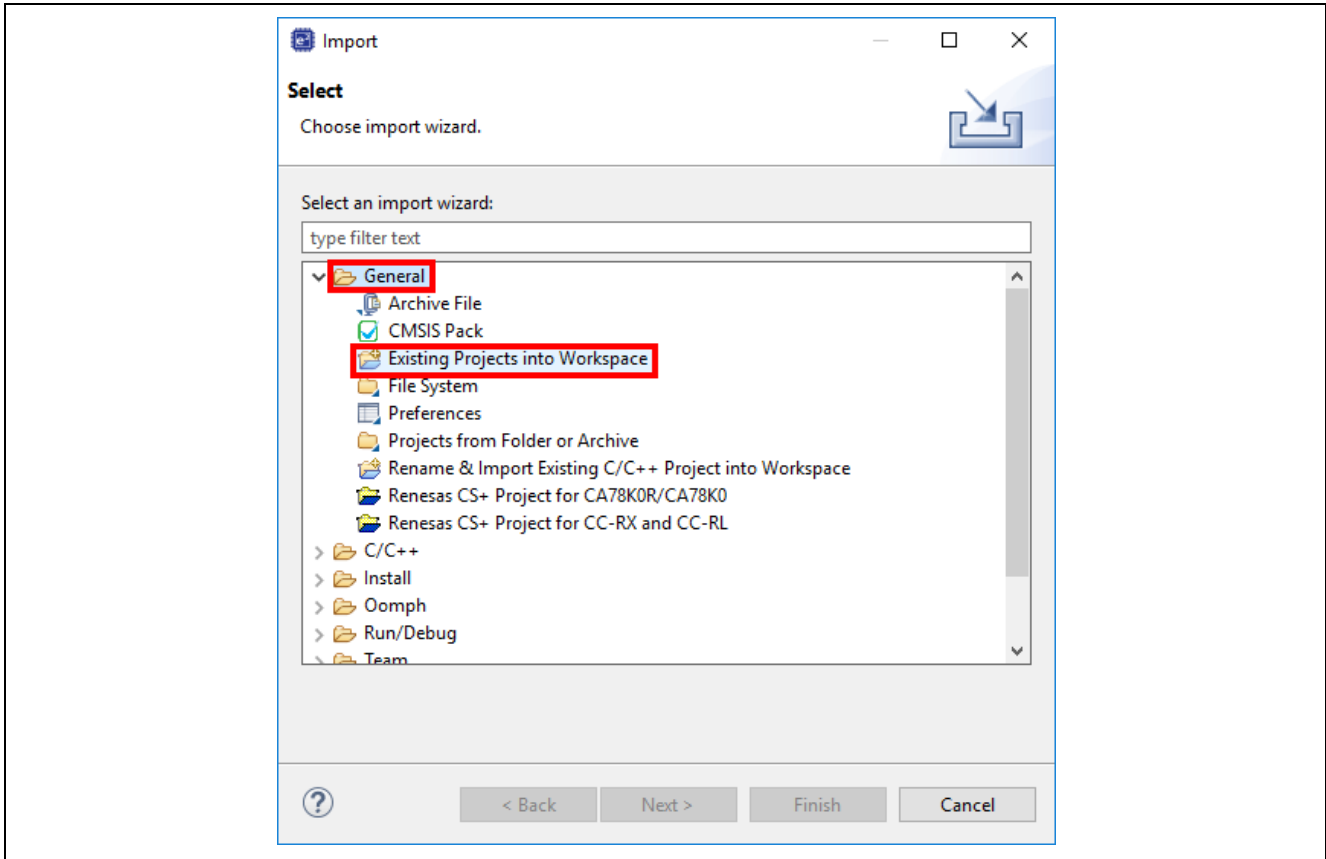 Import
Select
Choose import wizard.
Select an import wizard:
type filter text
General
Archive File
CMSIS Pack
Existing Projects into Workspace
File System
Preferences
Projects from Folder or Archive
Rename & Import Existing C/C++ Project into Workspace
Renesas CS+ Project for CA78K0R/CA78K0
Renesas CS+ Project for CC-RX and CC-RL
C/C++
Install
Oomph
Run/Debug
Team
? < Back Next > Finish Cancel